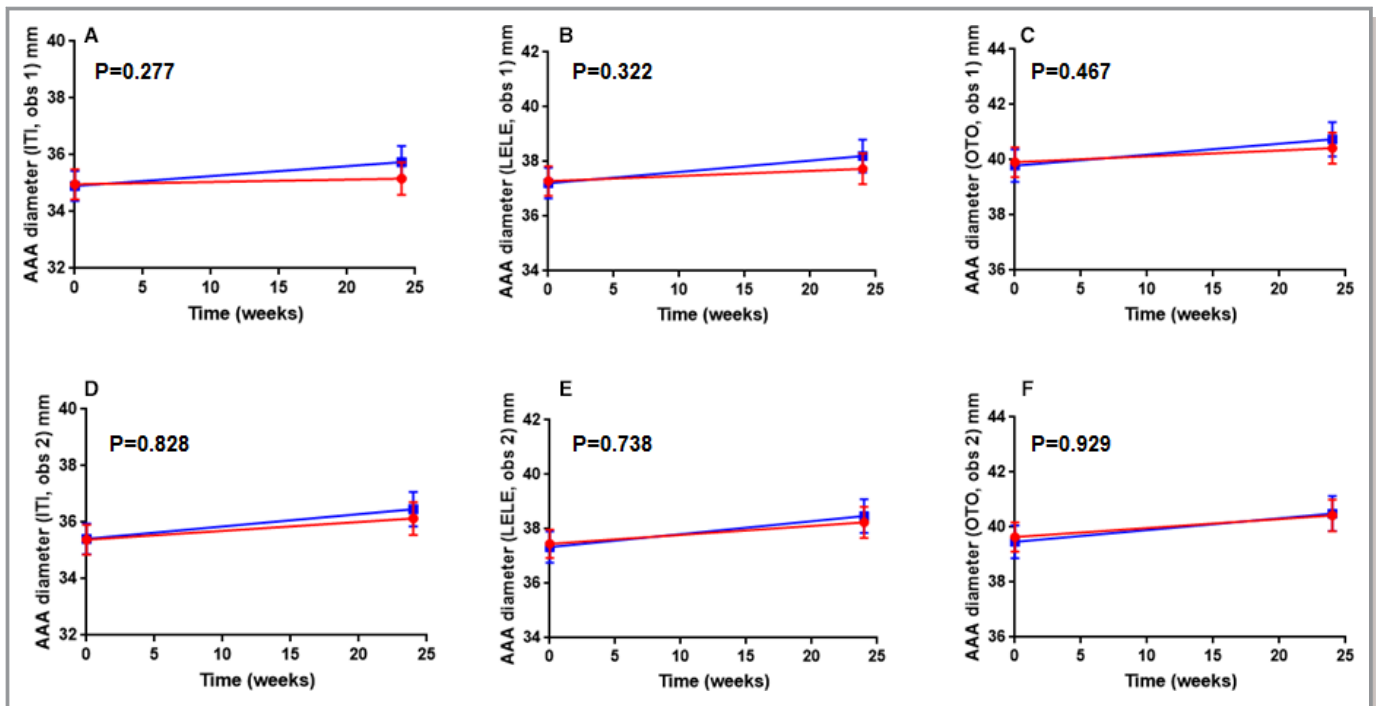 A
P=0.277
AAA diameter (ITI, obs 1) mm
40
38
36
34
32
0 5 10 15 20 25
Time (weeks)
B
P=0.322
AAA diameter (LELE, obs 1) mm
42
40
38
36
34
0 5 10 15 20 25
Time (weeks)
C
P=0.467
AAA diameter (OTO, obs 1) mm
44
42
40
38
36
0 5 10 15 20 25
Time (weeks)
D
P=0.828
AAA diameter (ITI, obs 2) mm
40
38
36
34
32
0 5 10 15 20 25
Time (weeks)
E
P=0.738
AAA diameter (LELE, obs 2) mm
42
40
38
36
34
0 5 10 15 20 25
Time (weeks)
F
P=0.929
AAA diameter (OTO, obs 2) mm
44
42
40
38
36
0 5 10 15 20 25
Time (weeks)